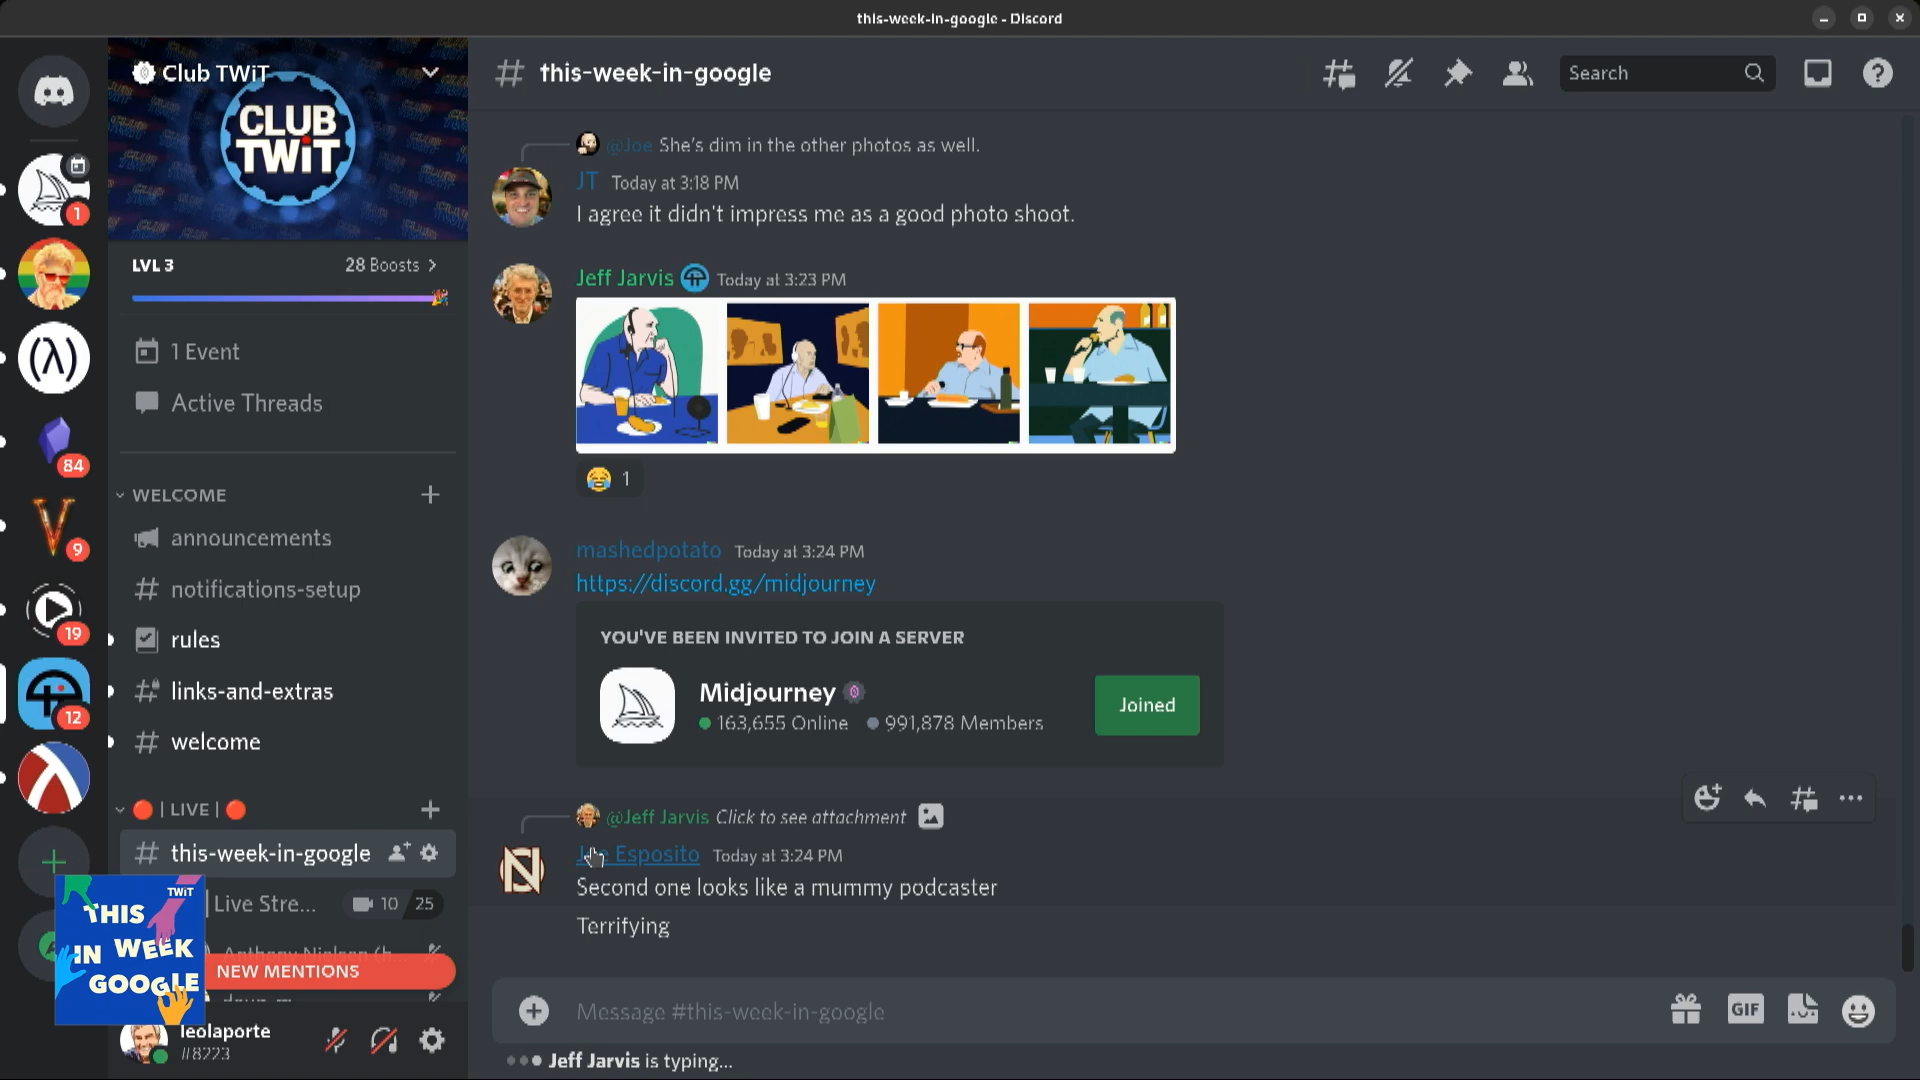 this-week-in-google - Discord
Club TWiT
CLUB
TWiT
LVL 3
28 Boosts
1 Event
Active Threads
WELCOME
announcements
notifications-setup
rules
links-and-extras
welcome
| LIVE |
this-week-in-google
Live Stre...
10 25
NEW MENTIONS
TWiT
THIS
IN WEEK
GOOGLE
leolaporte
#8223
1
84
9
19
12
# this-week-in-google
Search
@Joe She's dim in the other photos as well.
JT Today at 3:18 PM
I agree it didn't impress me as a good photo shoot.
Jeff Jarvis Today at 3:23 PM
1
mashedpotato Today at 3:24 PM
https://discord.gg/midjourney
YOU'VE BEEN INVITED TO JOIN A SERVER
Midjourney
163,655 Online 991,878 Members
Joined
@Jeff Jarvis Click to see attachment
Esposito Today at 3:24 PM
Second one looks like a mummy podcaster
Terrifying
Message #this-week-in-google
GIF
Jeff Jarvis is typing...